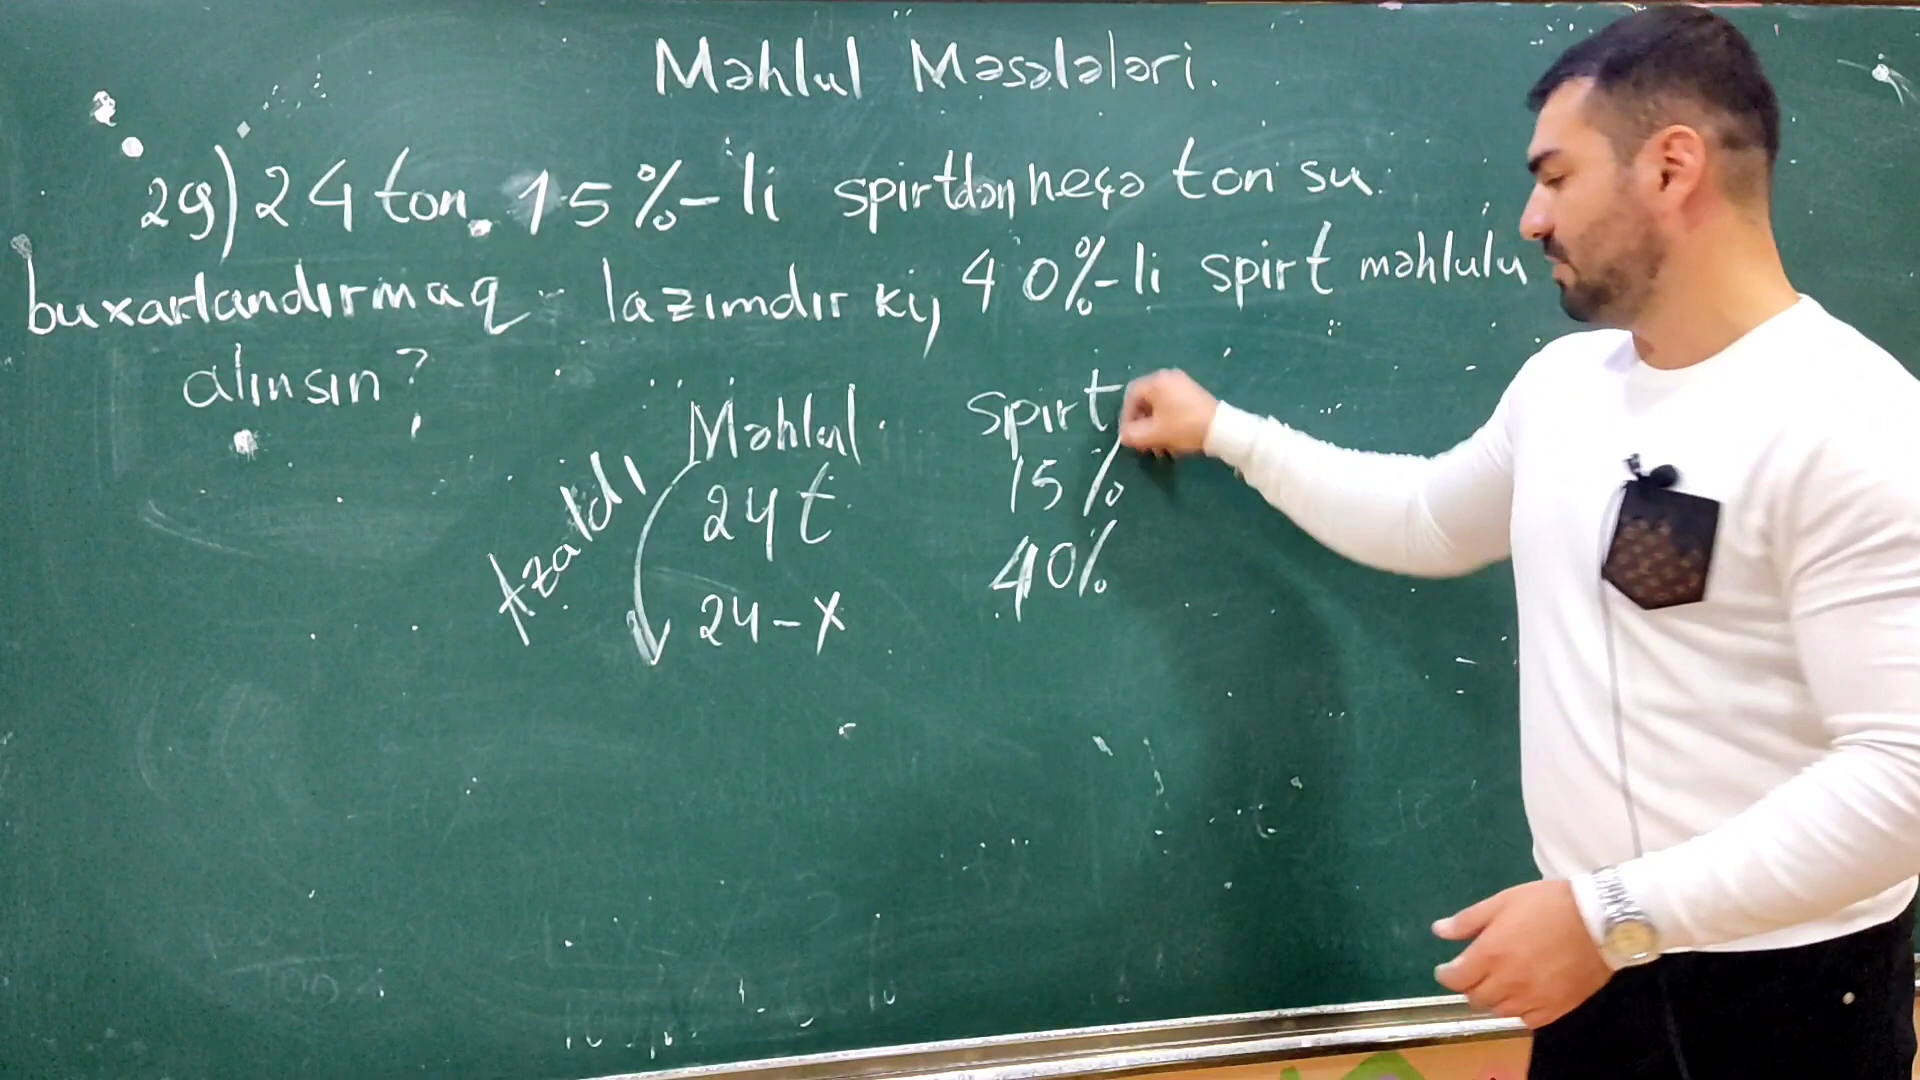 Məhlul Məsələləri.
29) 24 ton 15%-li spirtdən neçə ton su
buxarlandırmaq lazımdır ki, 40%-li spirt məhlulu
alınsın?
Məhlul spirt
Azaldı
24t 15%
24-x 40%